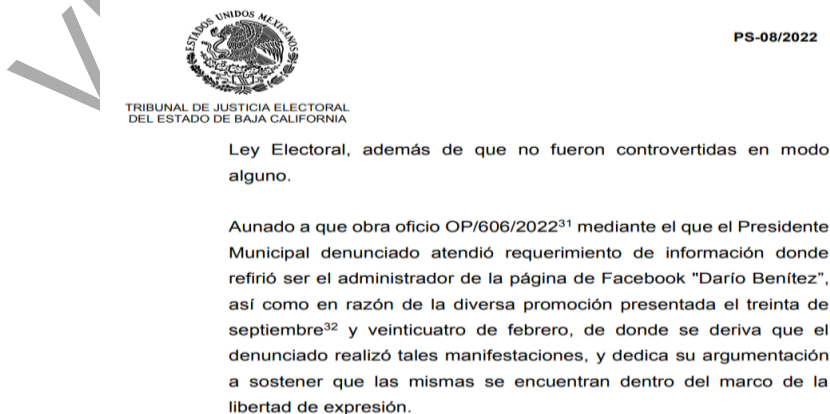 ESTADOS UNIDOS MEXICANOS
PS-08/2022
TRIBUNAL DE JUSTICIA ELECTORAL
DEL ESTADO DE BAJA CALIFORNIA
Ley Electoral, además de que no fueron controvertidas en modo
alguno.
Aunado a que obra oficio OP/606/2022³¹ mediante el que el Presidente
Municipal denunciado atendió requerimiento de información donde
refirió ser el administrador de la página de Facebook "Darío Benítez",
así como en razón de la diversa promoción presentada el treinta de
septiembre³² y veinticuatro de febrero, de donde se deriva que el
denunciado realizó tales manifestaciones, y dedica su argumentación
a sostener que las mismas se encuentran dentro del marco de la
libertad de expresión.